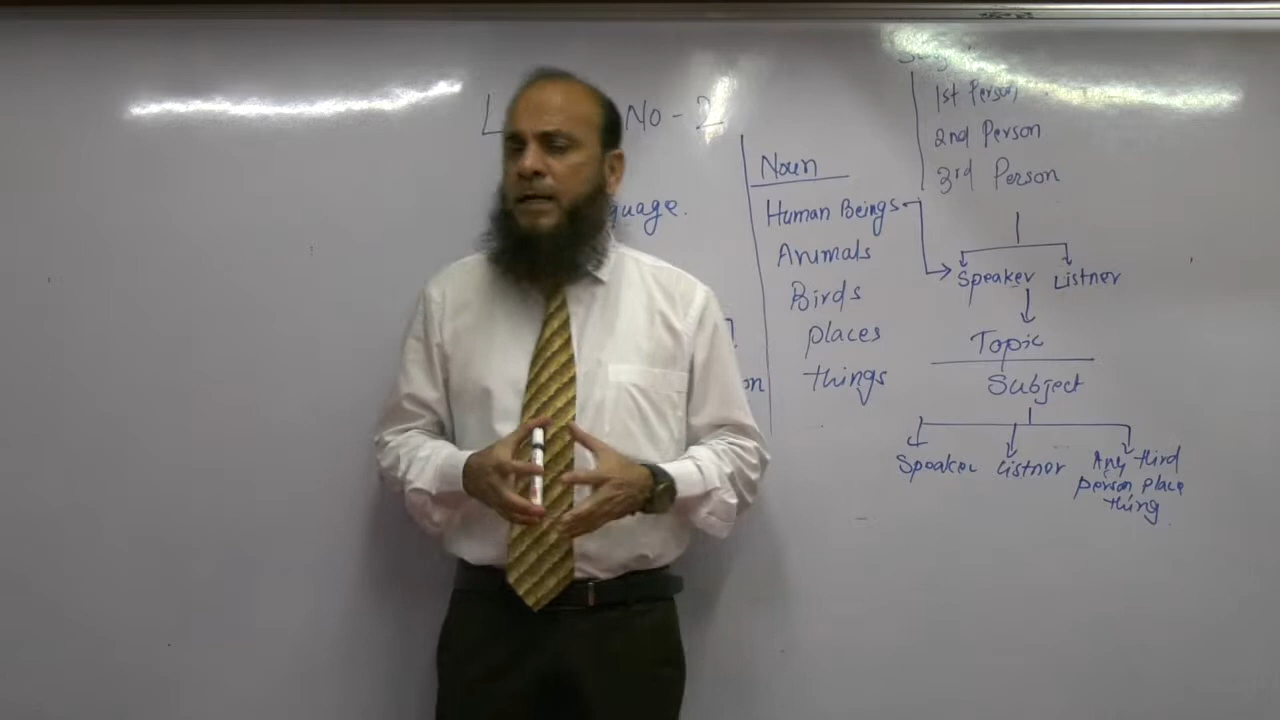 No - 2
guage.
Noun
Human Beings
Animals
Birds
Places
things
1st Person
2nd Person
3rd Person
Speaker Listner
Topic
Subject
Speaker Listner Any third
person place
thing